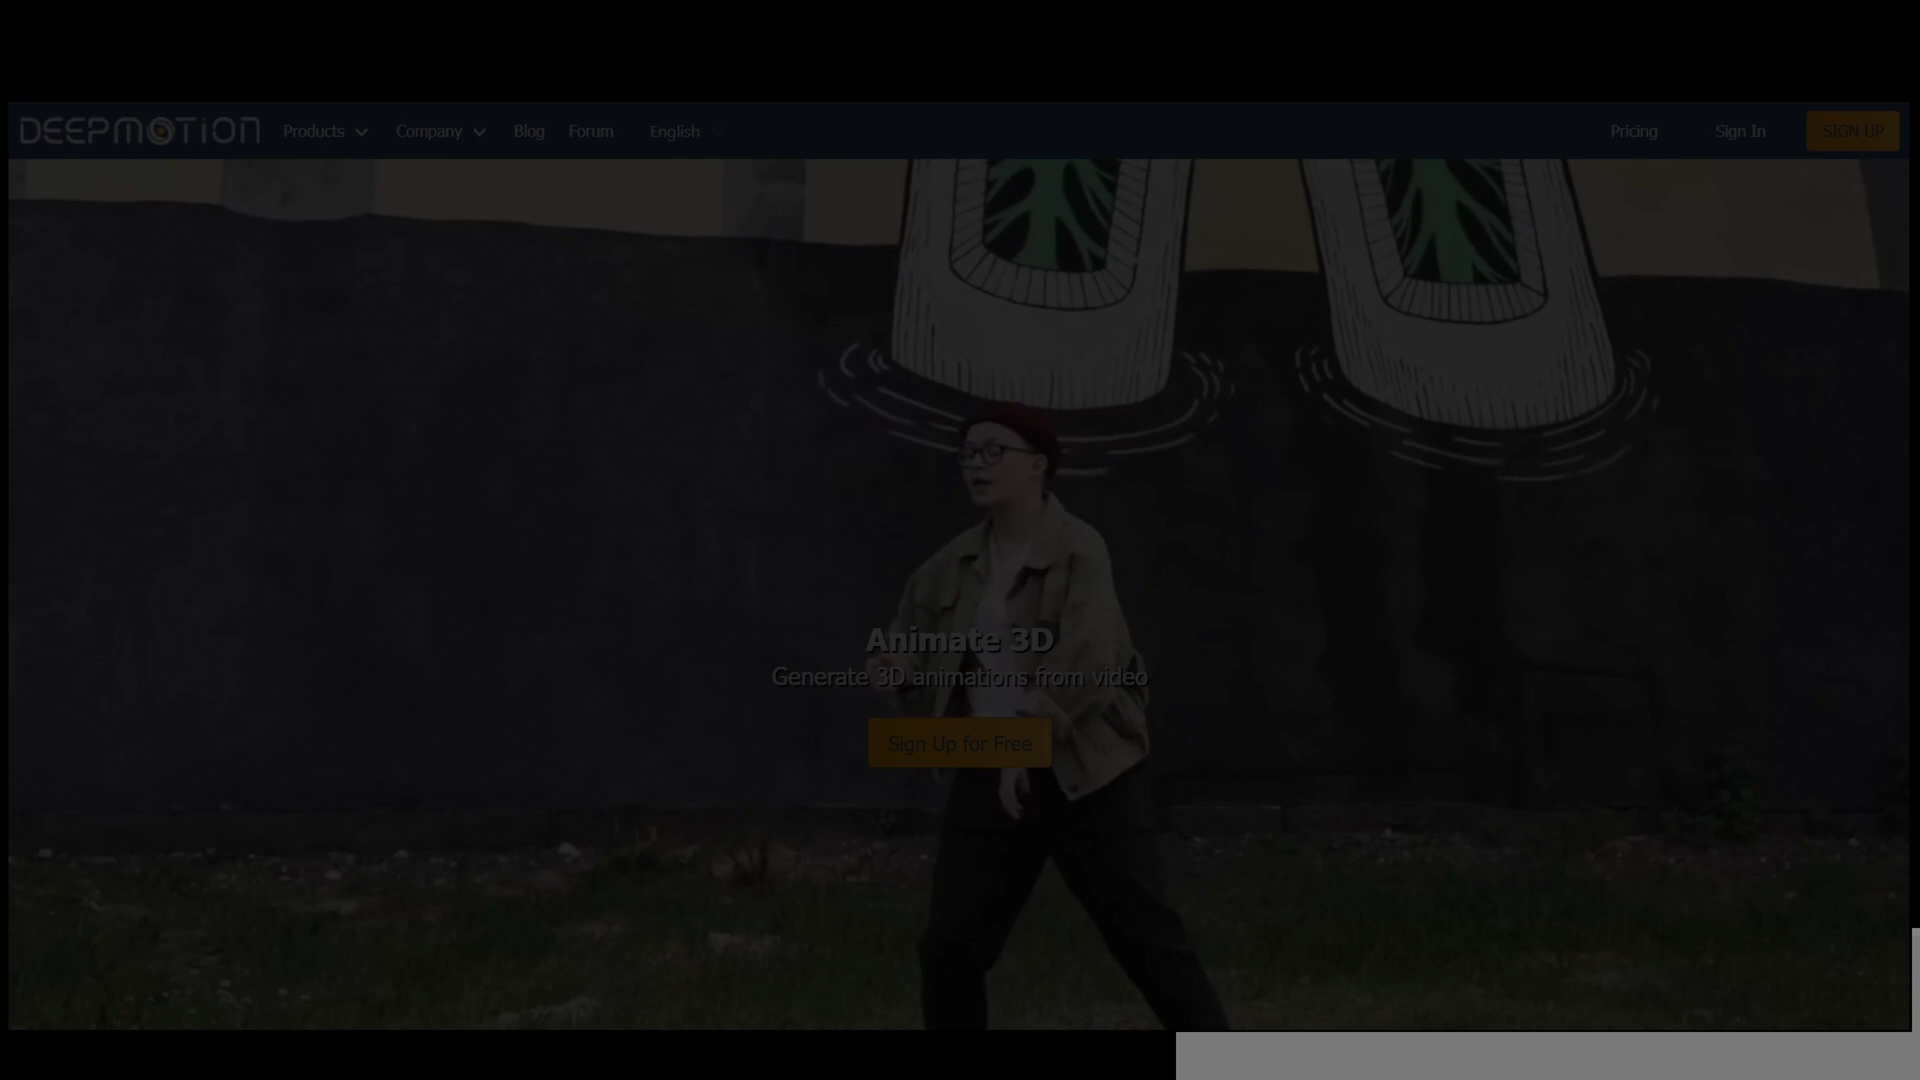 DEEPMOTION Products Company Blog Forum English Pricing Sign In SIGN UP
Animate 3D
Generate 3D animations from video
Sign Up for Free